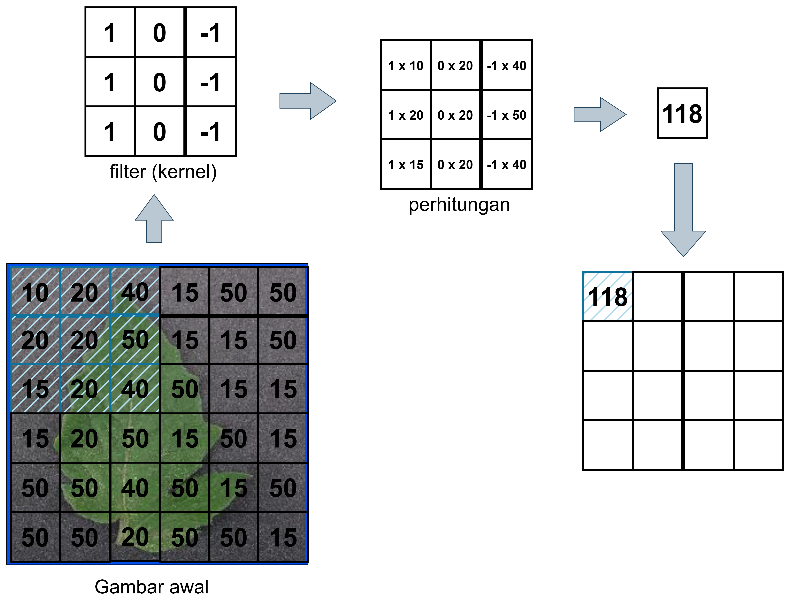 1 0 -1
1 0 -1
1 0 -1
filter (kernel)
1 x 10 0 x 20 -1 x 40
1 x 20 0 x 20 -1 x 50
1 x 15 0 x 20 -1 x 40
perhitungan
118
10 20 40 15 50 50
20 20 50 15 15 50
15 20 40 50 15 15
15 20 50 15 50 15
50 50 40 50 15 50
50 50 20 50 50 15
Gambar awal
118